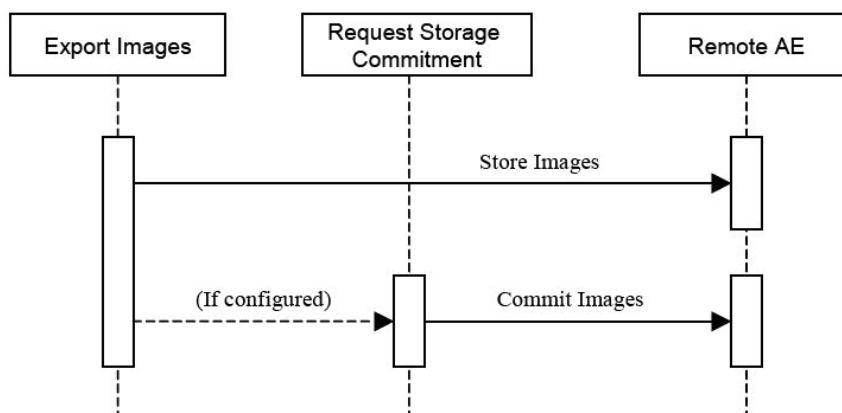 Export Images
Request Storage
Commitment
Remote AE
Store Images
(If configured)
Commit Images